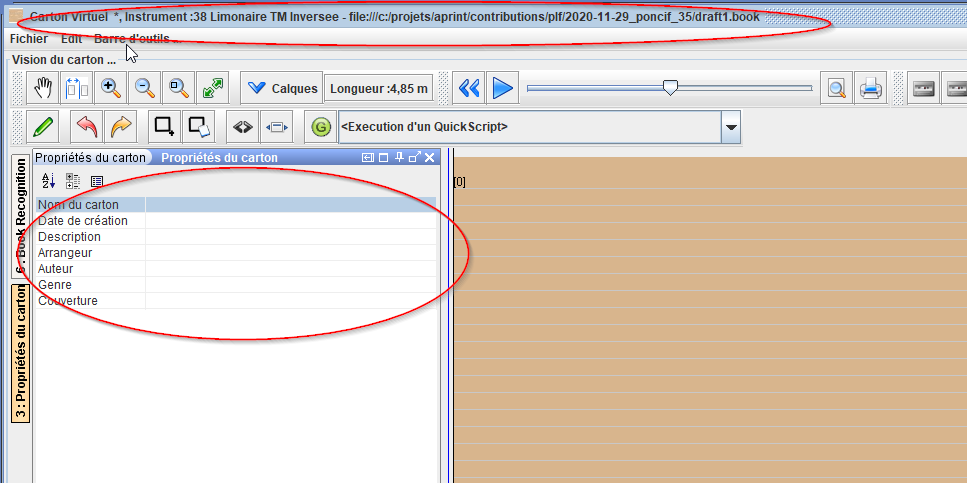 Carton Virtuel *, Instrument :38 Limonaire TM Inversee - file:///c:/projets/aprint/contributions/plf/2020-11-29_poncif_35/draft1.book
Fichier Edit Barre d'outils ...
Vision du carton ...
Calques Longueur :4,85 m
G <Execution d'un QuickScript>
Propriétés du carton Propriétés du carton
6 : Book Recognition
3 : Propriétés du carton
A
Z
Nom du carton
Date de création
Description
Arrangeur
Auteur
Genre
Couverture
[0]